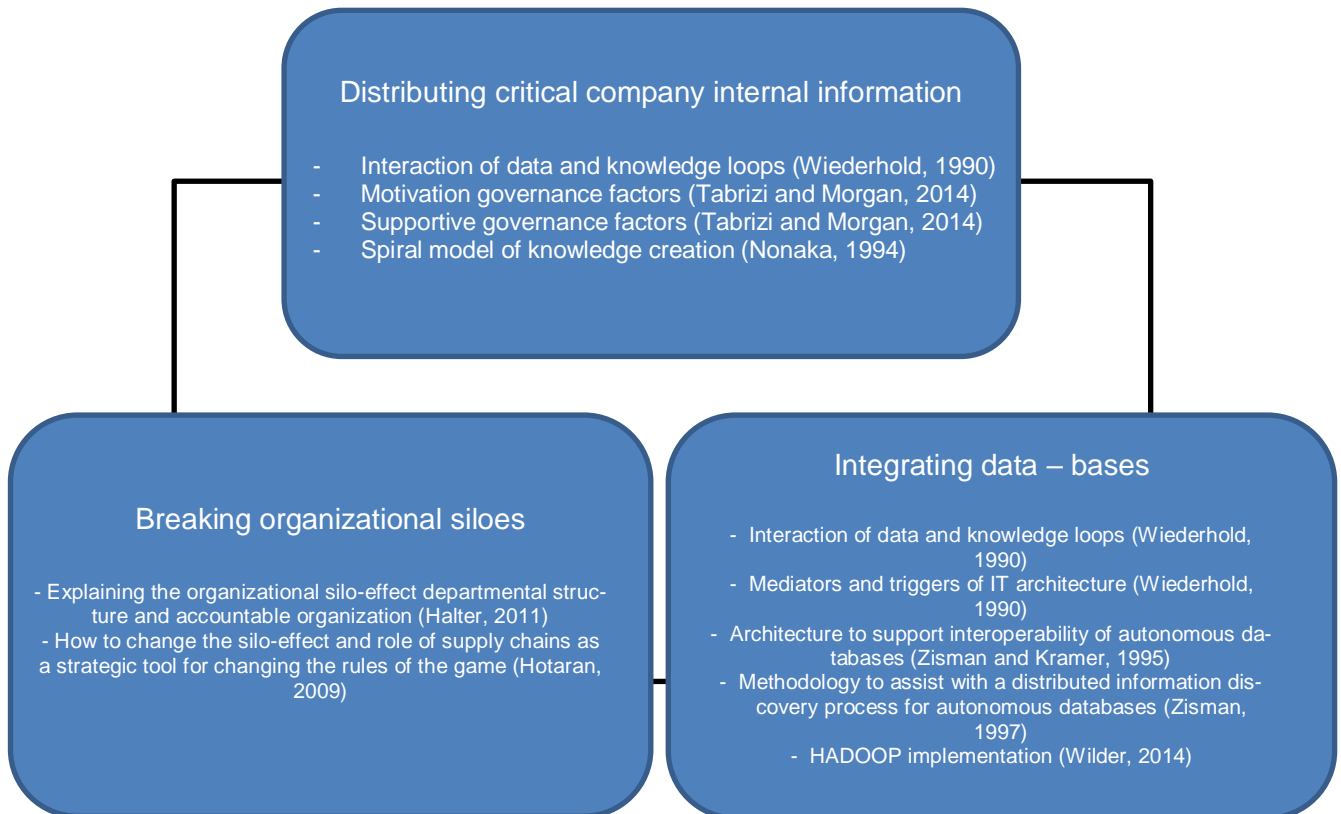 Distributing critical company internal information
- Interaction of data and knowledge loops (Wiederhold, 1990)
- Motivation governance factors (Tabrizi and Morgan, 2014)
- Supportive governance factors (Tabrizi and Morgan, 2014)
- Spiral model of knowledge creation (Nonaka, 1994)
Breaking organizational siloes
- Explaining the organizational silo-effect departmental struc-
ture and accountable organization (Halter, 2011)
- How to change the silo-effect and role of supply chains as
a strategic tool for changing the rules of the game (Hotaran,
2009)
Integrating data – bases
- Interaction of data and knowledge loops (Wiederhold,
1990)
- Mediators and triggers of IT architecture (Wiederhold,
1990)
- Architecture to support interoperability of autonomous da-
tabases (Zisman and Kramer, 1995)
- Methodology to assist with a distributed information dis-
covery process for autonomous databases (Zisman,
1997)
- HADOOP implementation (Wilder, 2014)